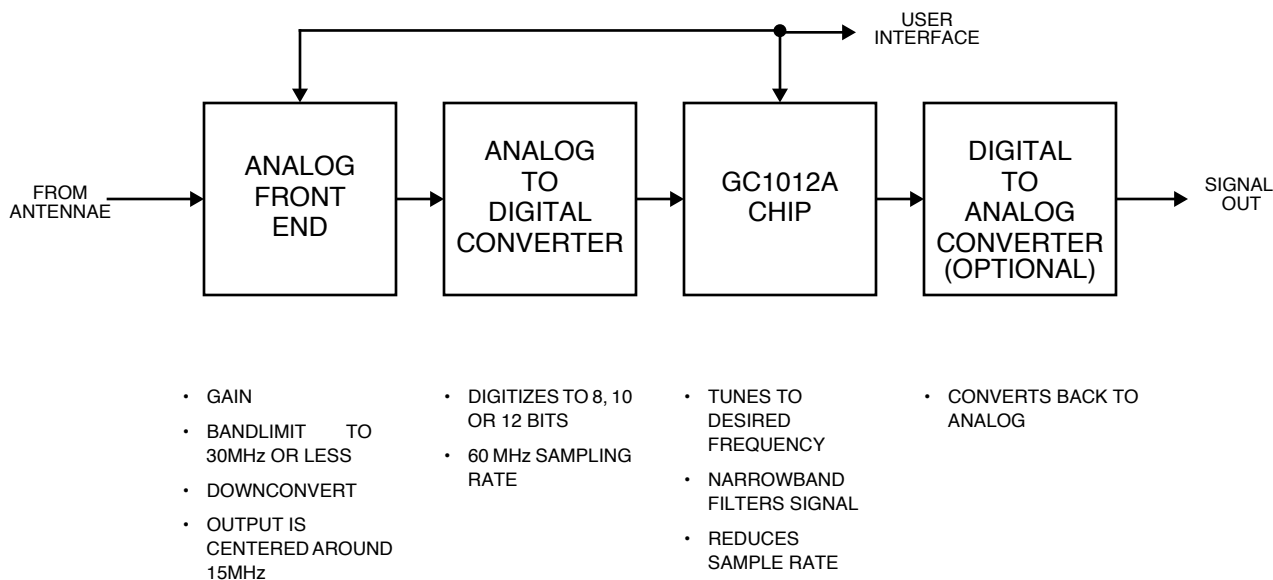 USER
INTERFACE
FROM
ANTENNAE
ANALOG
FRONT
END
ANALOG
TO
DIGITAL
CONVERTER
GC1012A
CHIP
DIGITAL
TO
ANALOG
CONVERTER
(OPTIONAL)
SIGNAL
OUT
• GAIN
• BANDLIMIT TO
30MHz OR LESS
• DOWNCONVERT
• OUTPUT IS
CENTERED AROUND
15MHz
• DIGITIZES TO 8, 10
OR 12 BITS
• 60 MHz SAMPLING
RATE
• TUNES TO
DESIRED
FREQUENCY
• NARROWBAND
FILTERS SIGNAL
• REDUCES
SAMPLE RATE
• CONVERTS BACK TO
ANALOG